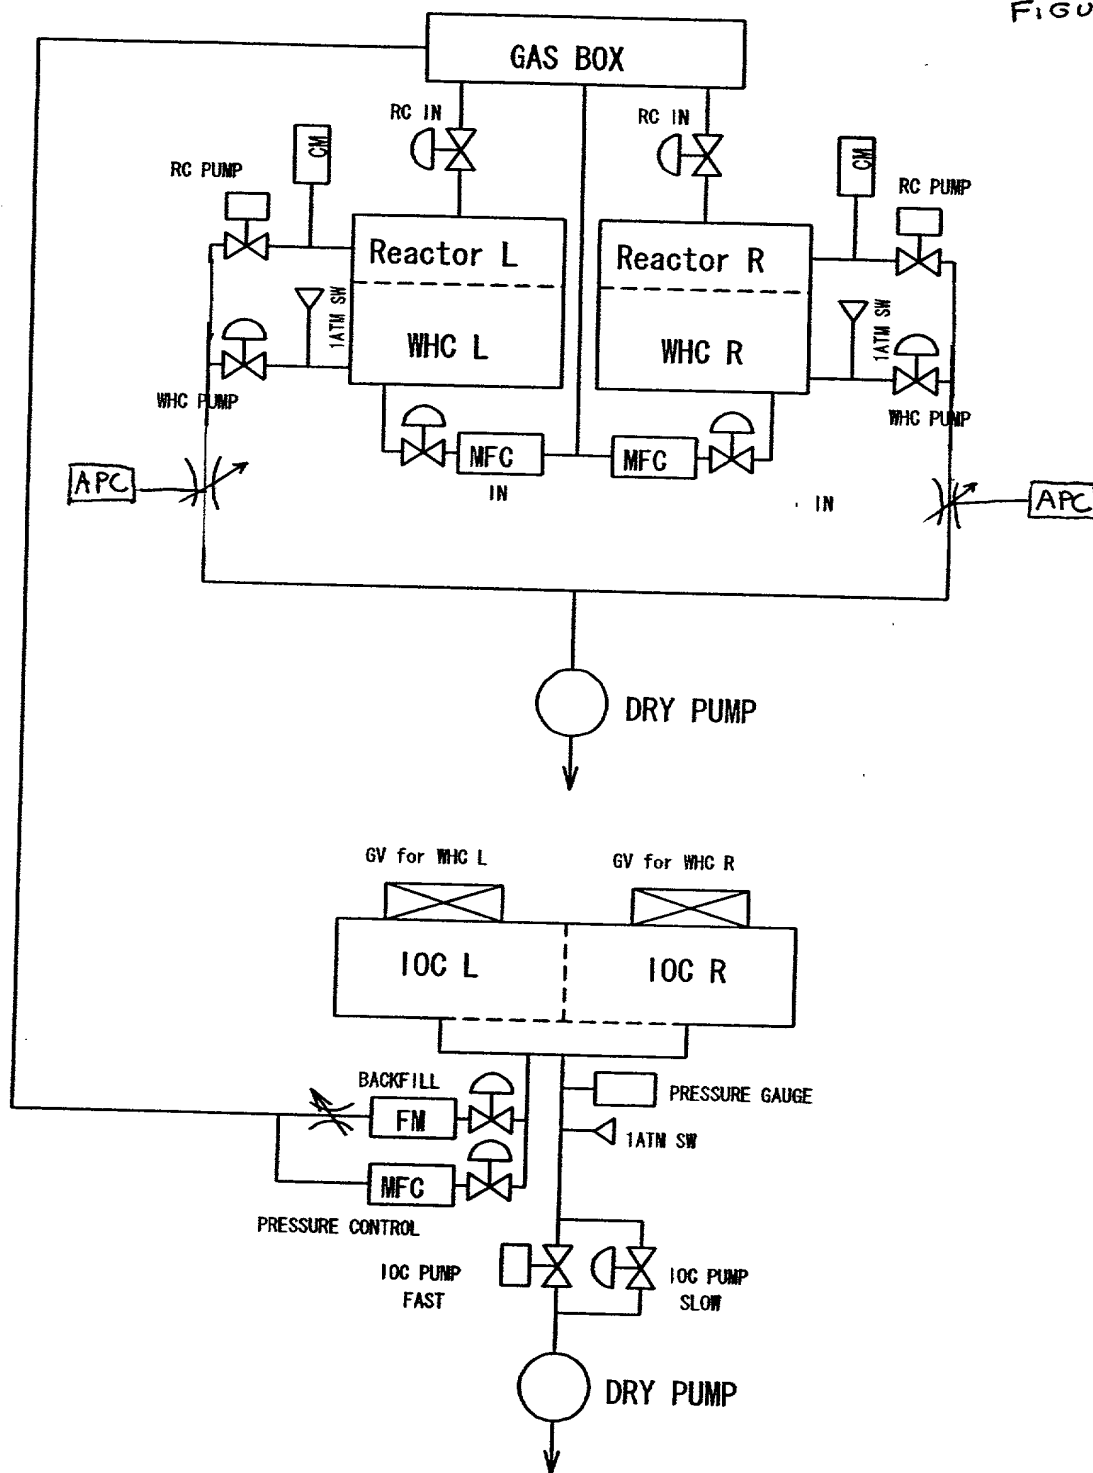 FIGU
GAS BOX
RC IN
RC IN
CM
CM
RC PUMP
RC PUMP
Reactor L
Reactor R
1ATM SW
1ATM SW
WHC L
WHC R
WHC PUMP
WHC PUMP
MFC
MFC
IN
IN
APC
APC
DRY PUMP
GV for WHC L
GV for WHC R
IOC L
IOC R
BACKFILL
PRESSURE GAUGE
FM
1ATM SW
MFC
PRESSURE CONTROL
IOC PUMP
FAST
IOC PUMP
SLOW
DRY PUMP